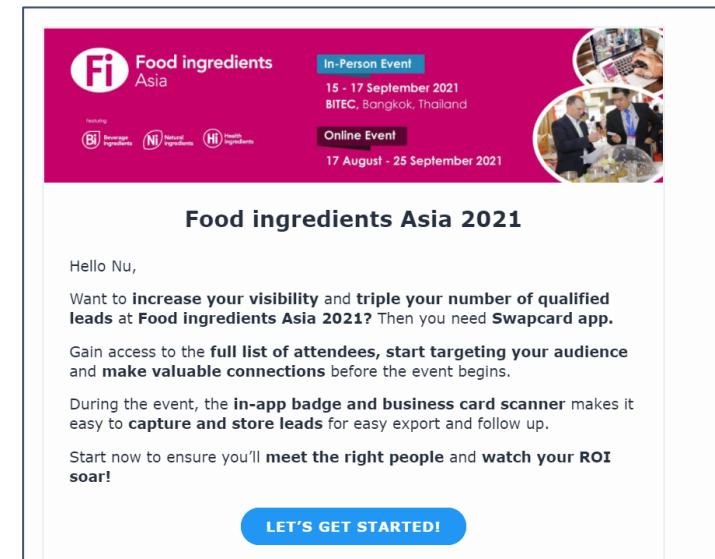 Fi Food ingredients
Asia
In-Person Event
15 - 17 September 2021
BITEC, Bangkok, Thailand
featuring
Bi Beverage ingredients Ni Natural ingredients Hi Health ingredients
Online Event
17 August - 25 September 2021
Food ingredients Asia 2021
Hello Nu,
Want to increase your visibility and triple your number of qualified
leads at Food ingredients Asia 2021? Then you need Swapcard app.
Gain access to the full list of attendees, start targeting your audience
and make valuable connections before the event begins.
During the event, the in-app badge and business card scanner makes it
easy to capture and store leads for easy export and follow up.
Start now to ensure you’ll meet the right people and watch your ROI
soar!
LET’S GET STARTED!